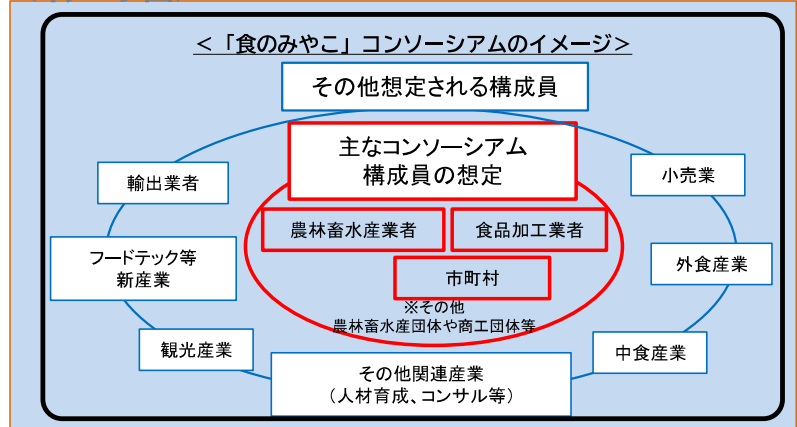 <「食のみやこ」コンソーシアムのイメージ>
その他想定される構成員
主なコンソーシアム
構成員の想定
輸出業者
小売業
農林畜水産業者
食品加工業者
フードテック等
新産業
外食産業
市町村
※その他
農林畜水産団体や商工団体等
観光産業
中食産業
その他関連産業
（人材育成、コンサル等）